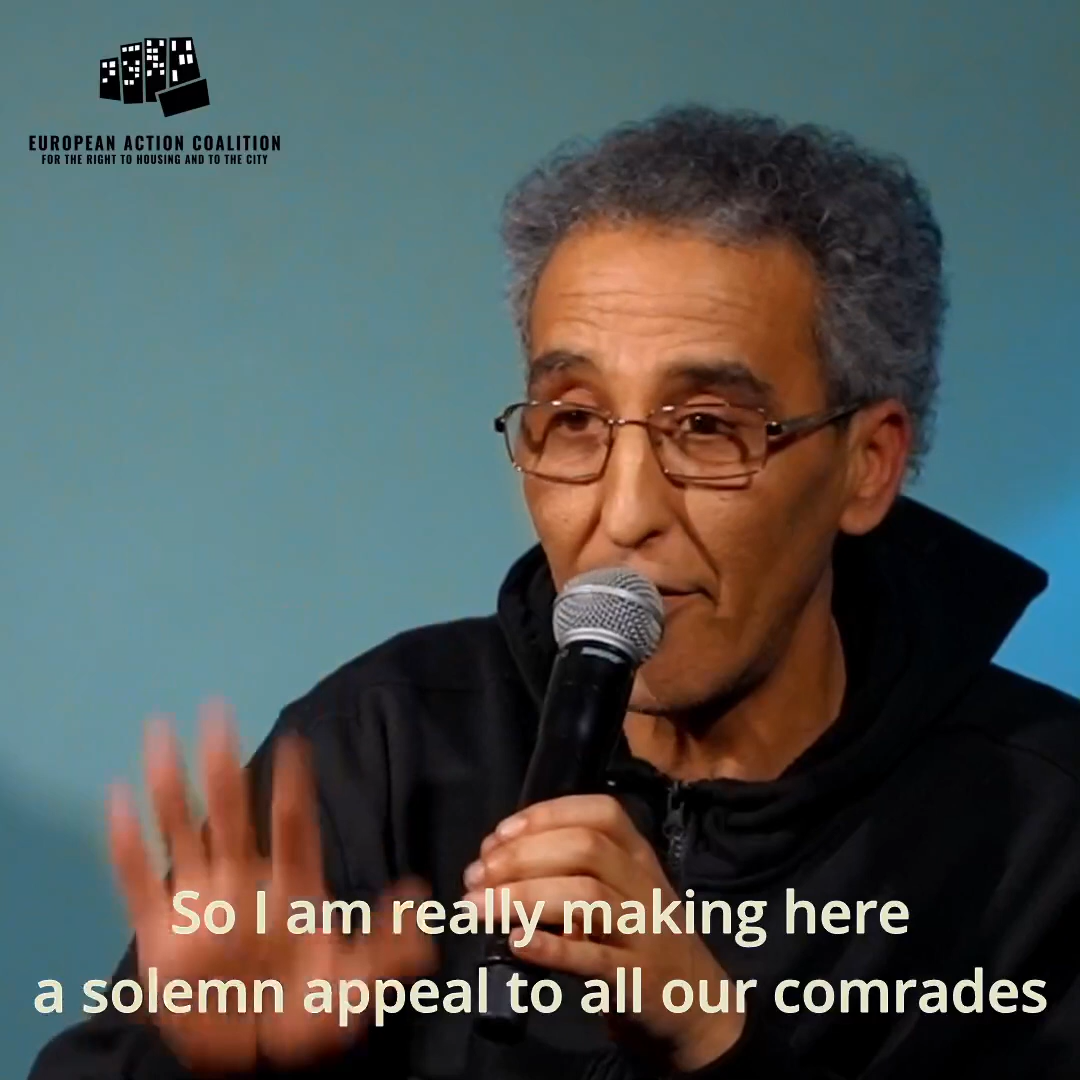 EUROPEAN ACTION COALITION
FOR THE RIGHT TO HOUSING AND TO THE CITY
So I am really making here
a solemn appeal to all our comrades